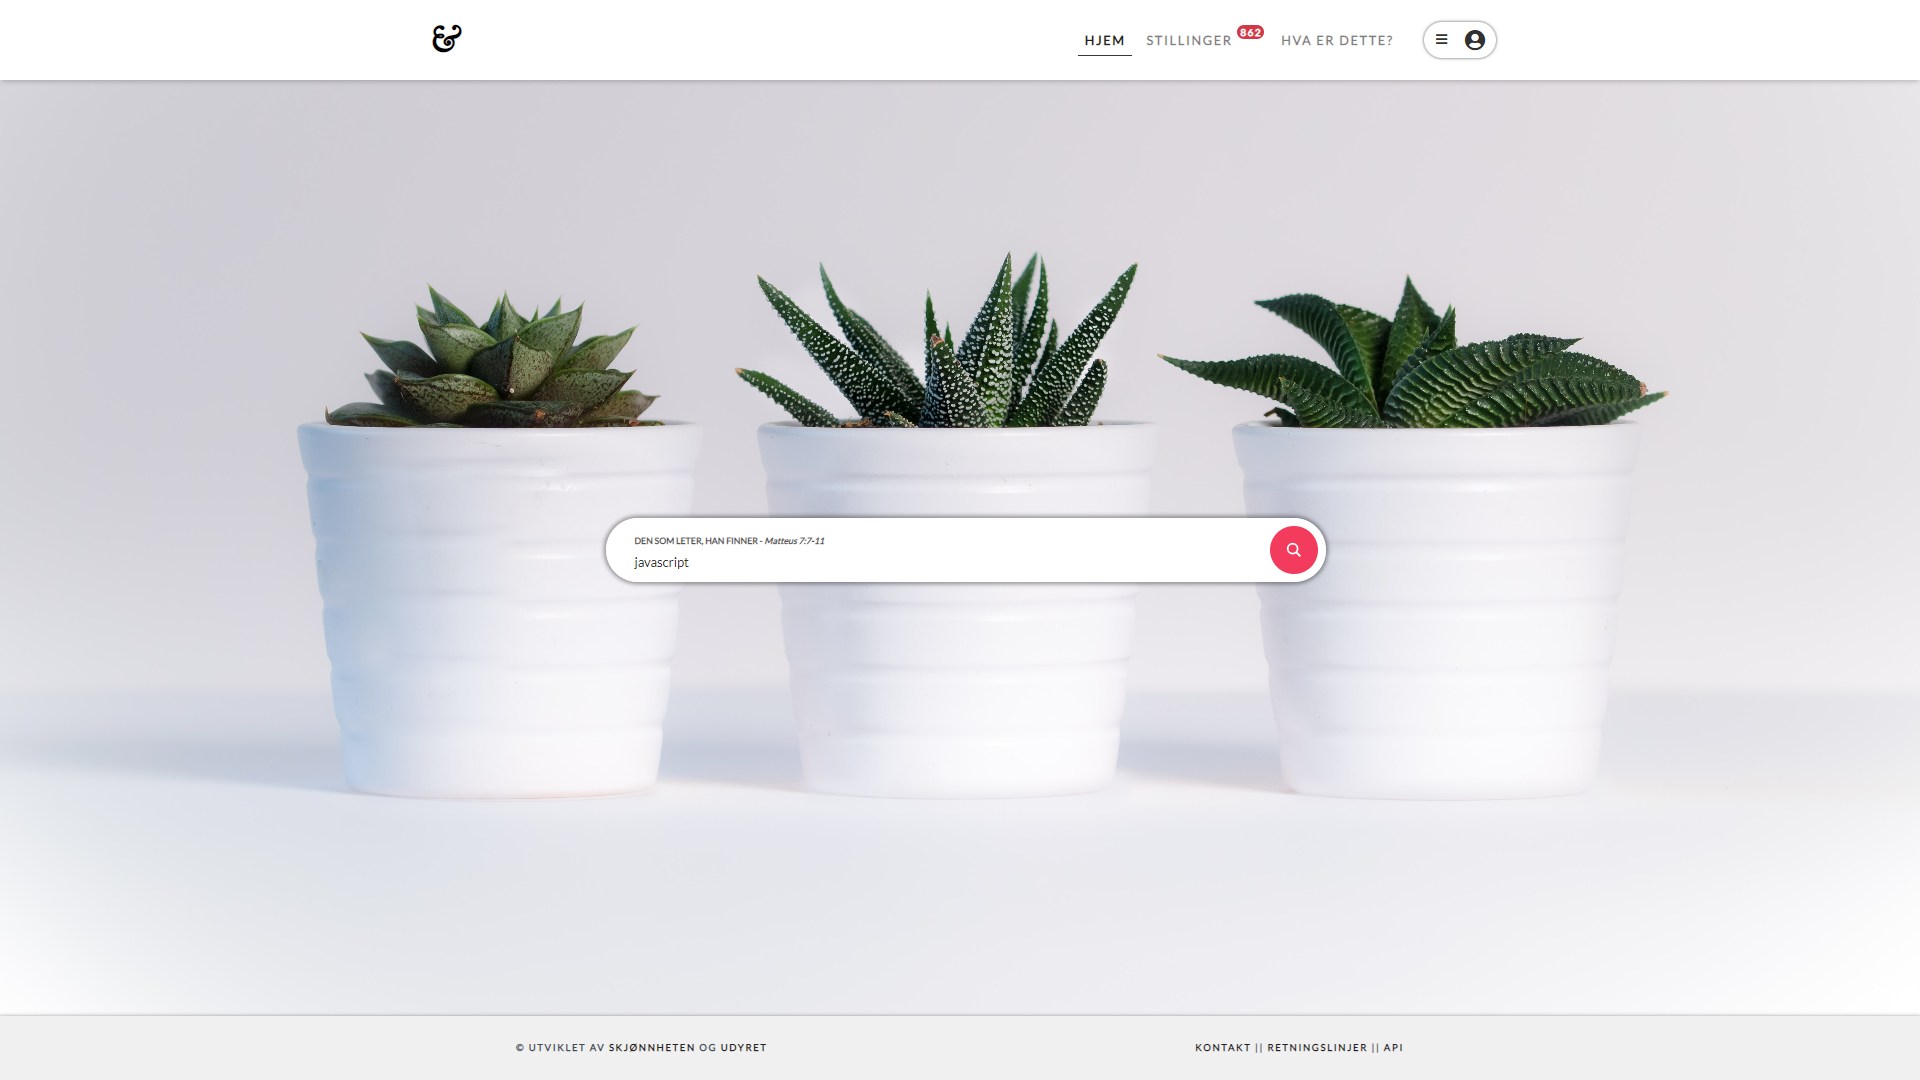 &
HJEM
STILLINGER 862
HVA ER DETTE?
DEN SOM LETER, HAN FINNER - Matteus 7:7-11
javascript
© UTVIKLET AV SKJØNNHETEN OG UDYRET
KONTAKT || RETNINGSLINJER || API